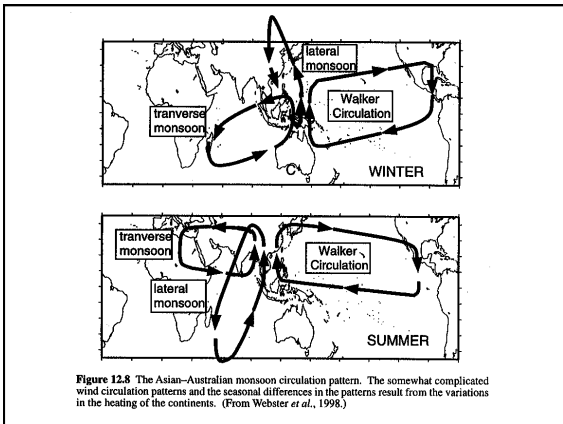 lateral
monsoon
tranverse
monsoon
Walker
Circulation
C
WINTER
tranverse
monsoon
Walker
Circulation
lateral
monsoon
SUMMER
Figure 12.8 The Asian–Australian monsoon circulation pattern. The somewhat complicated
wind circulation patterns and the seasonal differences in the patterns result from the variations
in the heating of the continents. (From Webster et al., 1998.)